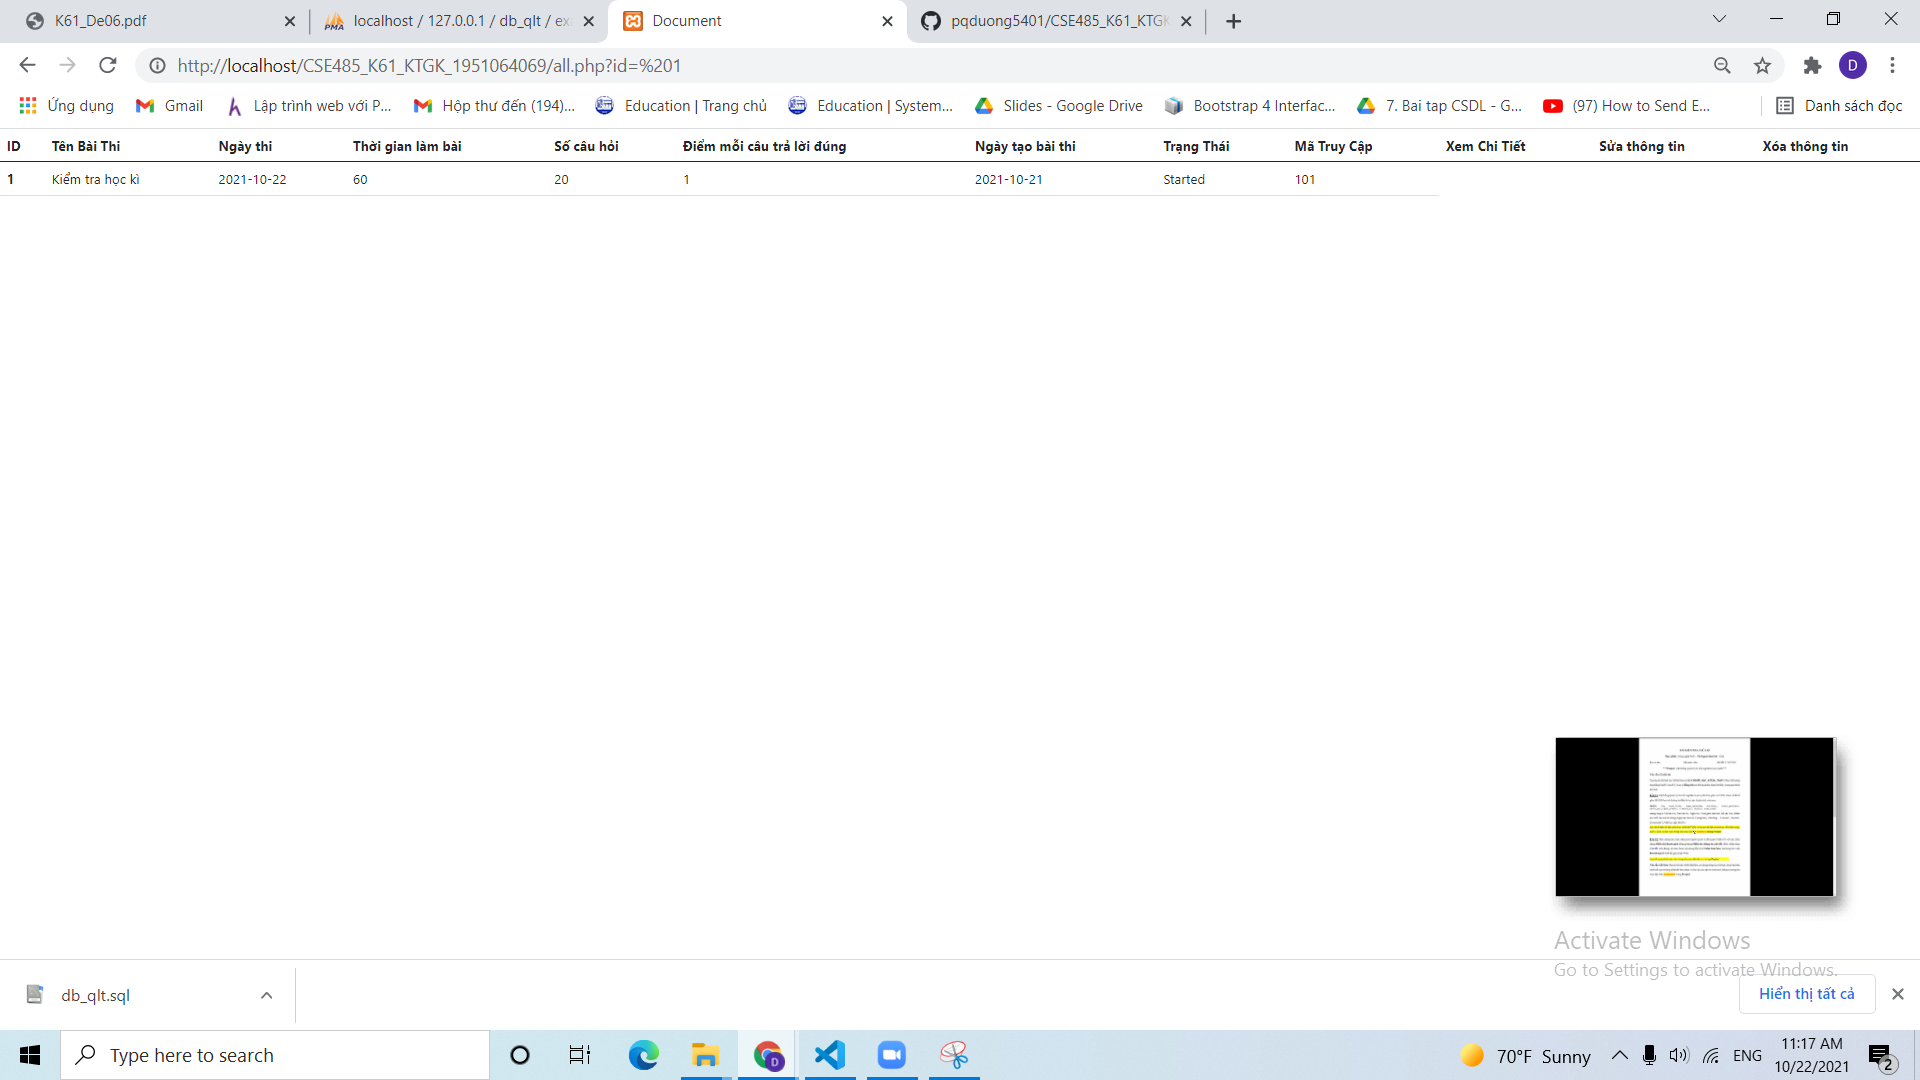 K61_De06.pdf
localhost / 127.0.0.1 / db_qlt / exa
Document
pqduong5401/CSE485_K61_KTGK
http://localhost/CSE485_K61_KTGK_1951064069/all.php?id=%201
D
Ứng dụng
Gmail
Lập trình web với P...
Hộp thư đến (194)...
Education | Trang chủ
Education | System...
Slides - Google Drive
Bootstrap 4 Interfac...
7. Bai tap CSDL - G...
(97) How to Send E...
Danh sách đọc
ID Tên Bài Thi Ngày thi Thời gian làm bài Số câu hỏi Điểm mỗi câu trả lời đúng Ngày tạo bài thi Trạng Thái Mã Truy Cập Xem Chi Tiết Sửa thông tin Xóa thông tin
1 Kiểm tra học kì 2021-10-22 60 20 1 2021-10-21 Started 101
Activate Windows
Go to Settings to activate Windows.
db_qlt.sql
Hiển thị tất cả
Type here to search
70°F Sunny
ENG
11:17 AM
10/22/2021
2